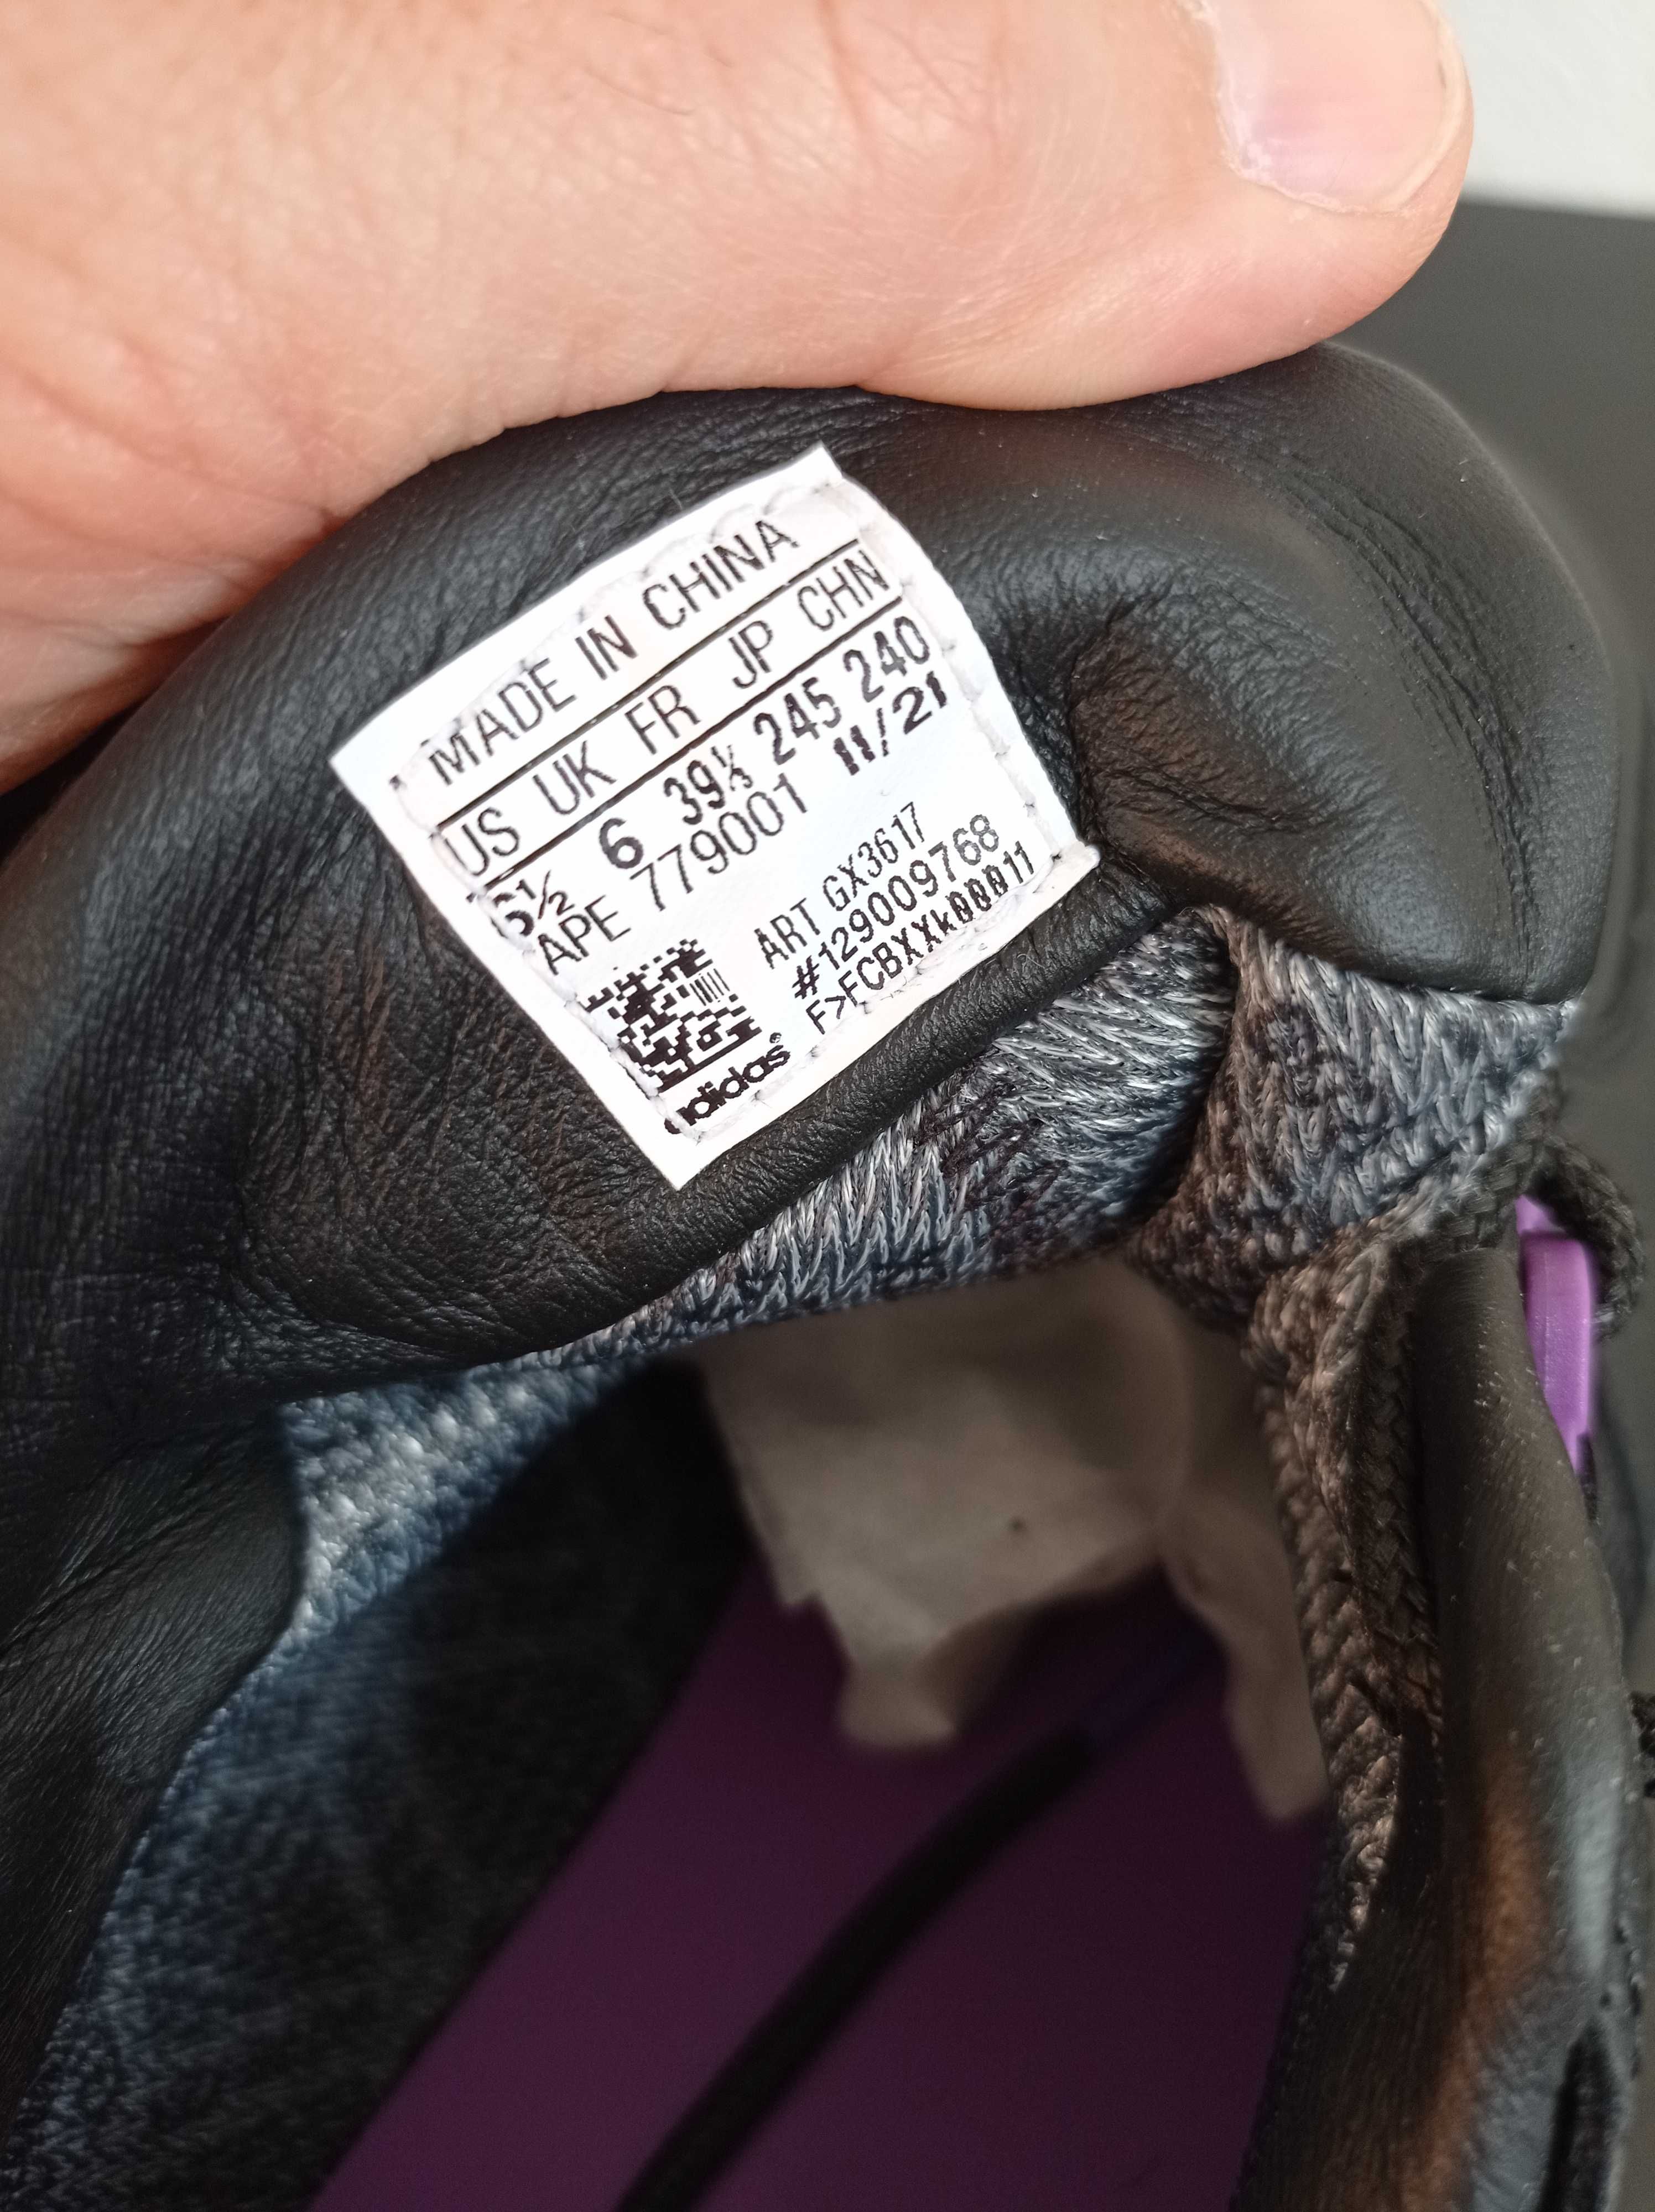 MADE IN CHINA
US UK FR JP CHN
6½ 6 39⅓ 245 240
APE 779001 11/21
ART GX3617
#129009768
F>FCBXXk000011
adidas®